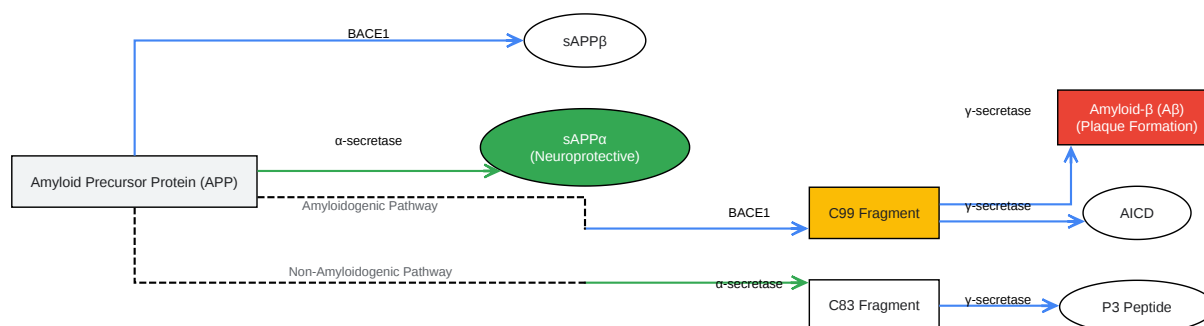 BACE1
sAPPβ
γ-secretase
Amyloid-β (Aβ)
(Plaque Formation)
α-secretase
sAPPα
(Neuroprotective)
Amyloid Precursor Protein (APP)
Amyloidogenic Pathway
BACE1
C99 Fragment
γ-secretase
AICD
Non-Amyloidogenic Pathway
α-secretase
C83 Fragment
γ-secretase
P3 Peptide